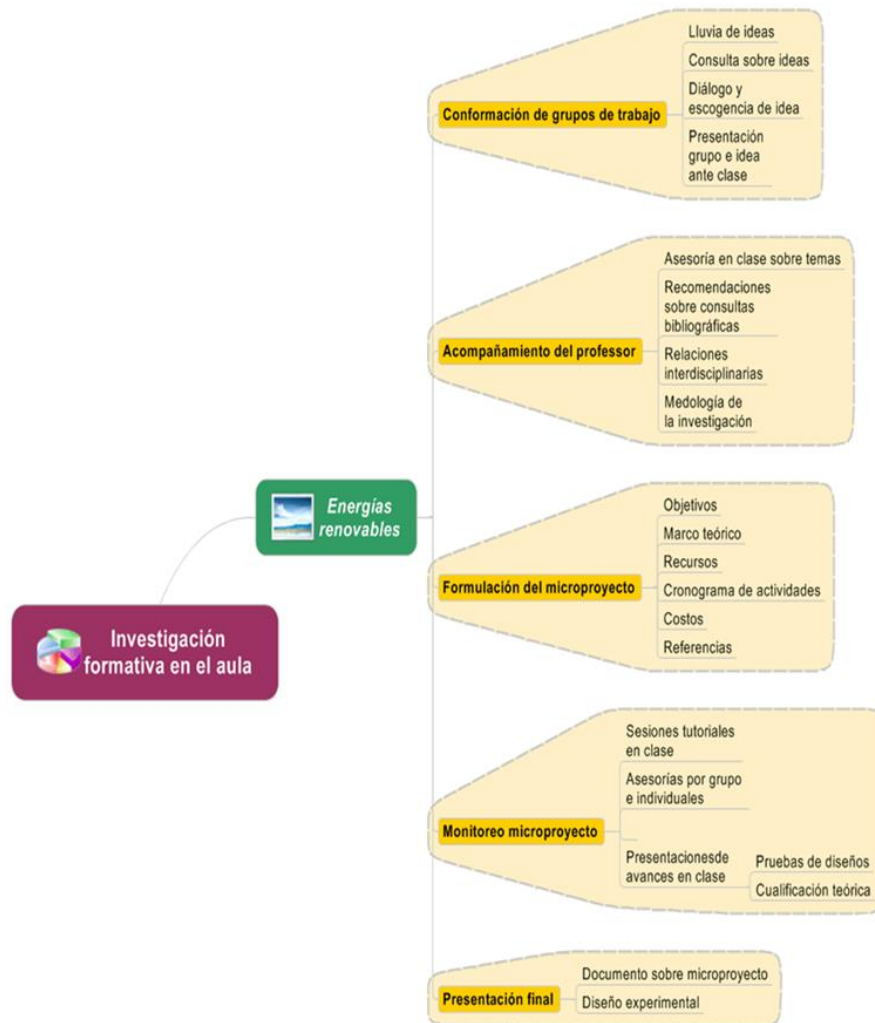 Investigación
formativa en el aula
Energías
renovables
Conformación de grupos de trabajo
Lluvia de ideas
Consulta sobre ideas
Diálogo y
escogencia de idea
Presentación
grupo e idea
ante clase
Acompañamiento del professor
Asesoría en clase sobre temas
Recomendaciones
sobre consultas
bibliográficas
Relaciones
interdisciplinarias
Medología de
la investigación
Formulación del microproyecto
Objetivos
Marco teórico
Recursos
Cronograma de actividades
Costos
Referencias
Monitoreo microproyecto
Sesiones tutoriales
en clase
Asesorías por grupo
e individuales
Presentacionesde
avances en clase
Pruebas de diseños
Cualificación teórica
Presentación final
Documento sobre microproyecto
Diseño experimental